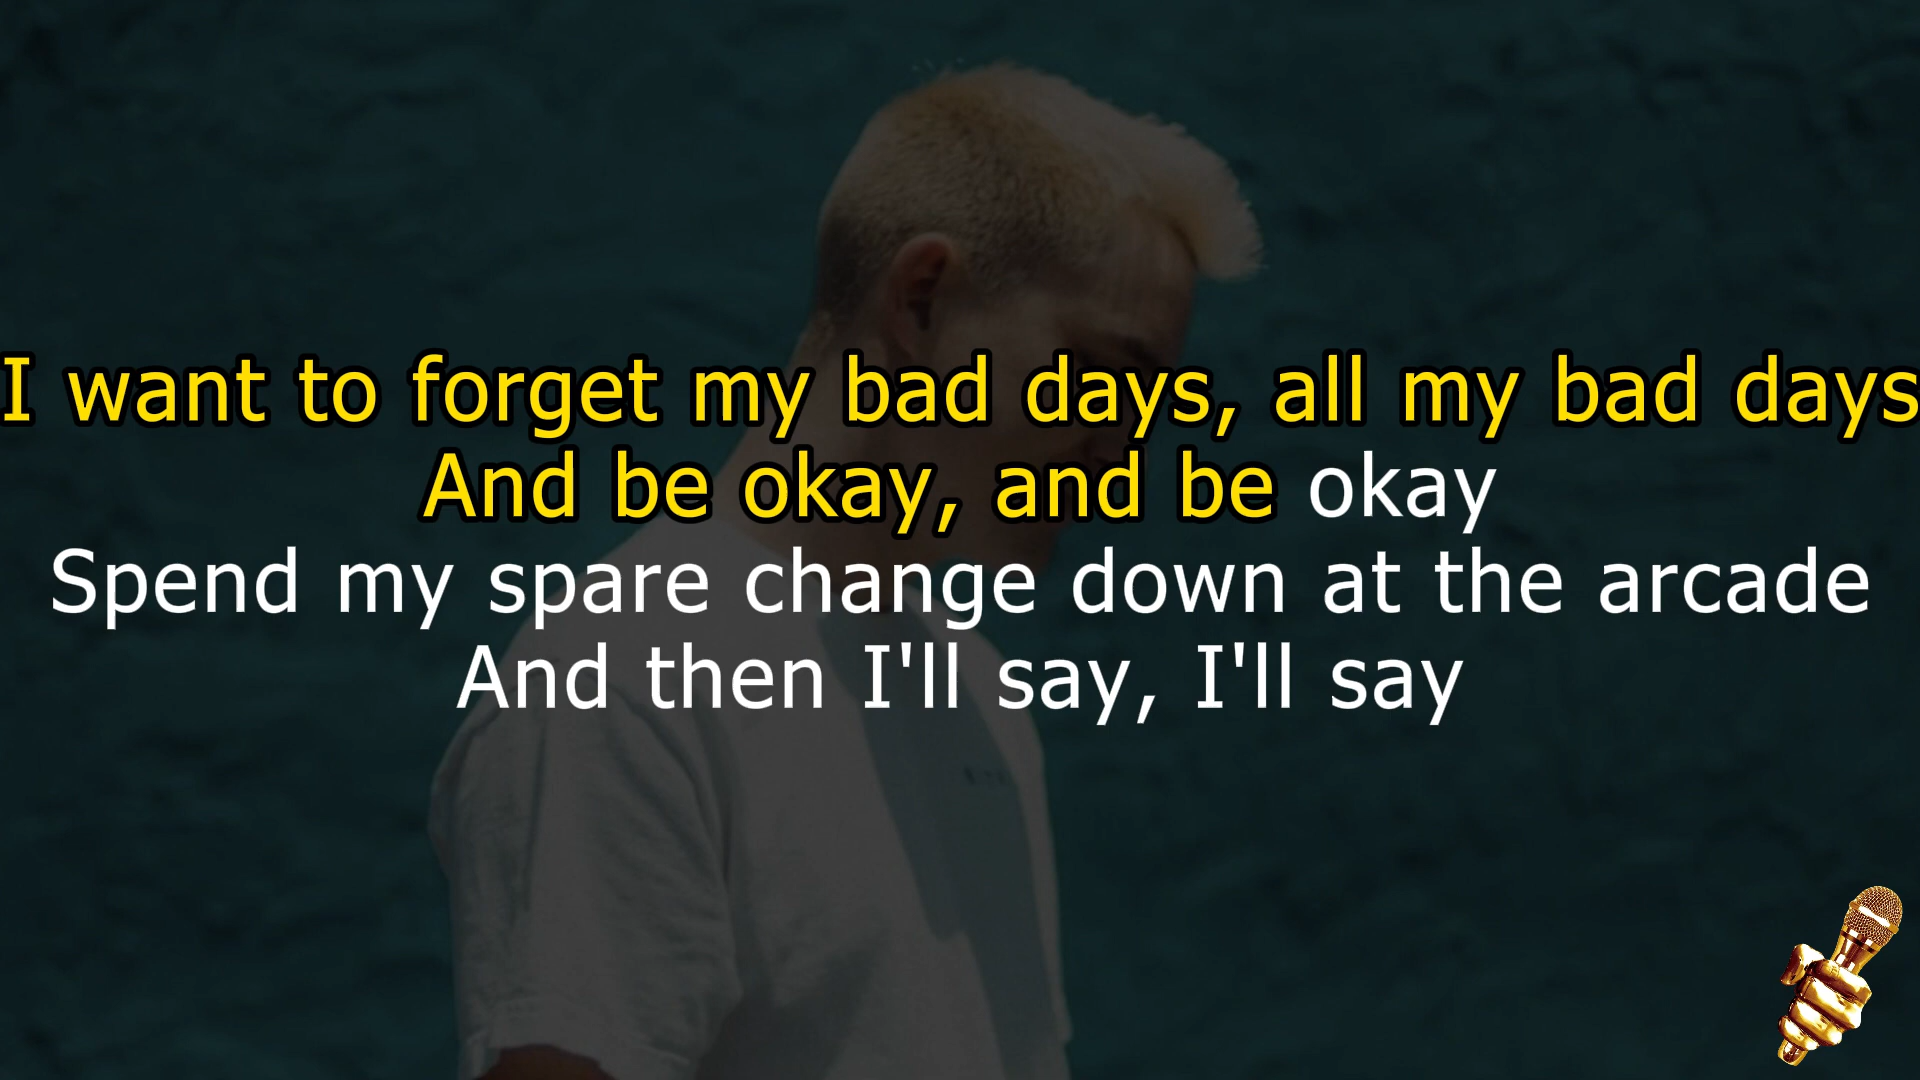 I want to forget my bad days, all my bad days
And be okay, and be okay
Spend my spare change down at the arcade
And then I'll say, I'll say